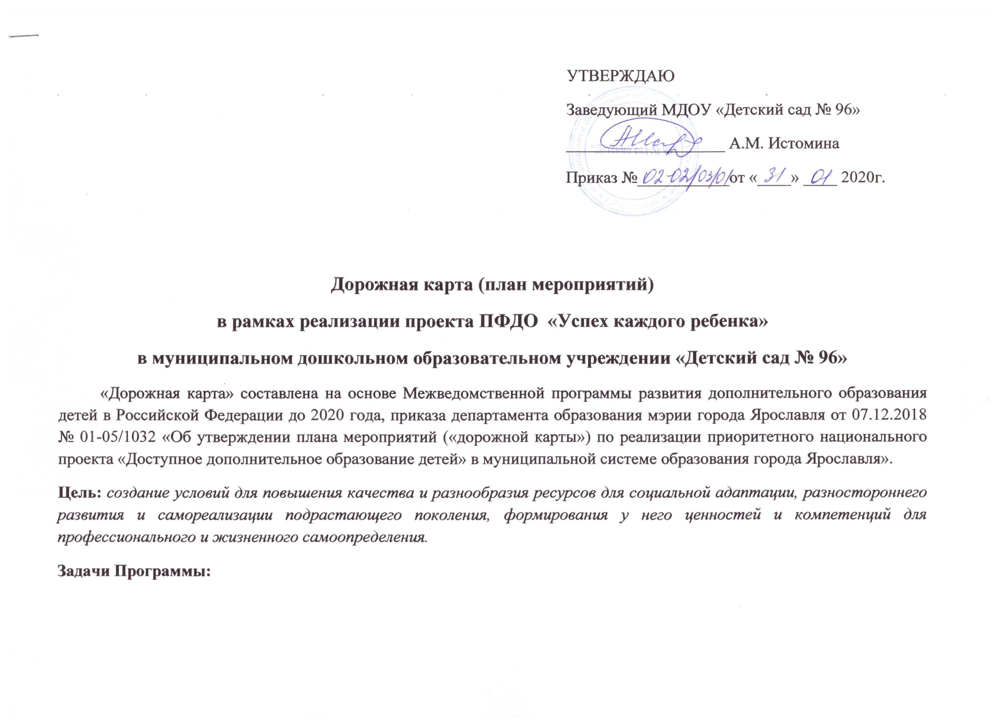 УТВЕРЖДАЮ
Заведующий МДОУ «Детский сад № 96»
А.М. Истомина
Приказ № 02-02/03/01 от «31» 01 2020г.
"Детский сад № 96"
Дорожная карта (план мероприятий)
в рамках реализации проекта ПФДО «Успех каждого ребенка»
в муниципальном дошкольном образовательном учреждении «Детский сад № 96»
«Дорожная карта» составлена на основе Межведомственной программы развития дополнительного образования
детей в Российской Федерации до 2020 года, приказа департамента образования мэрии города Ярославля от 07.12.2018
№ 01-05/1032 «Об утверждении плана мероприятий («дорожной карты») по реализации приоритетного национального
проекта «Доступное дополнительное образование детей» в муниципальной системе образования города Ярославля».
Цель: создание условий для повышения качества и разнообразия ресурсов для социальной адаптации, разностороннего
развития и самореализации подрастающего поколения, формирования у него ценностей и компетенций для
профессионального и жизненного самоопределения.
Задачи Программы: